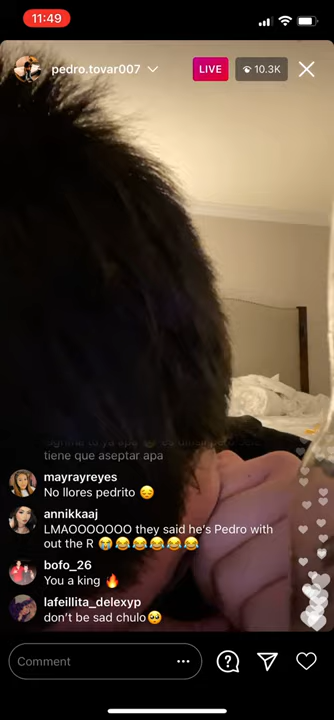 11:49
pedro.tovar007
LIVE
10.3K
tiene que aseptar apa
mayrayreyes
No llores pedrito 😔
annikkaaj
LMAOOOOOOO they said he's Pedro with
out the R 😭😂😂😂😂😂😂
bofo_26
You a king 🔥
lafeillita_delexyp
don't be sad chulo🥺
Comment